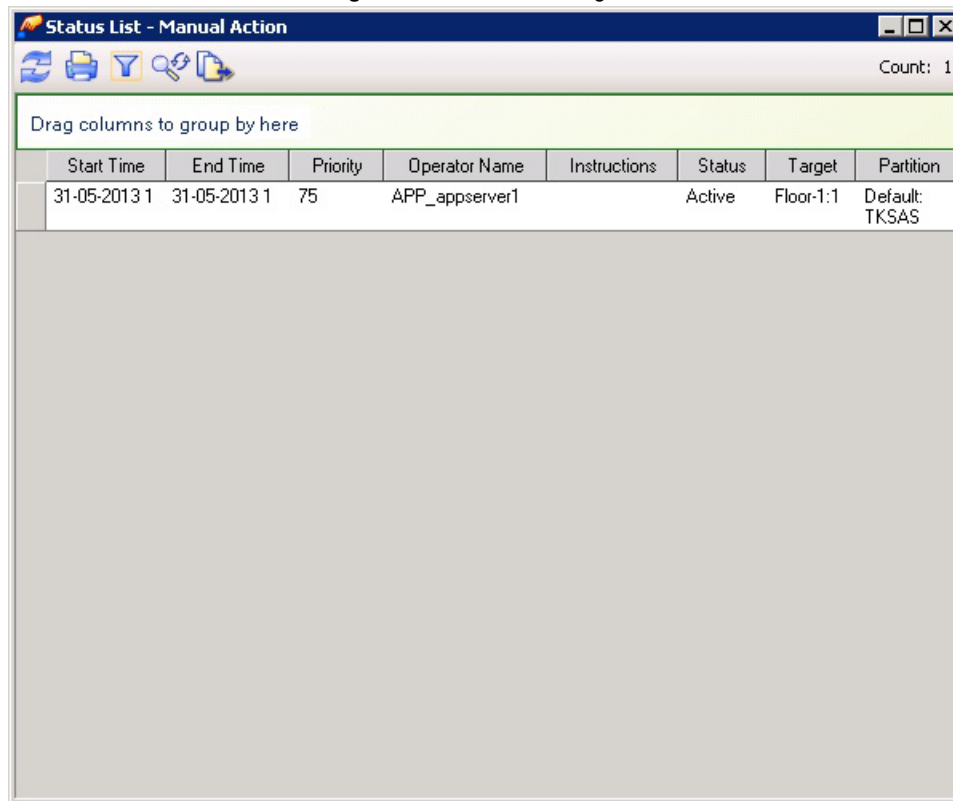 Status List - Manual Action
Count: 1
Drag columns to group by here
Start Time End Time Priority Operator Name Instructions Status Target Partition
31-05-2013 1 31-05-2013 1 75 APP_appserver1 Active Floor-1:1 Default:
TKSAS